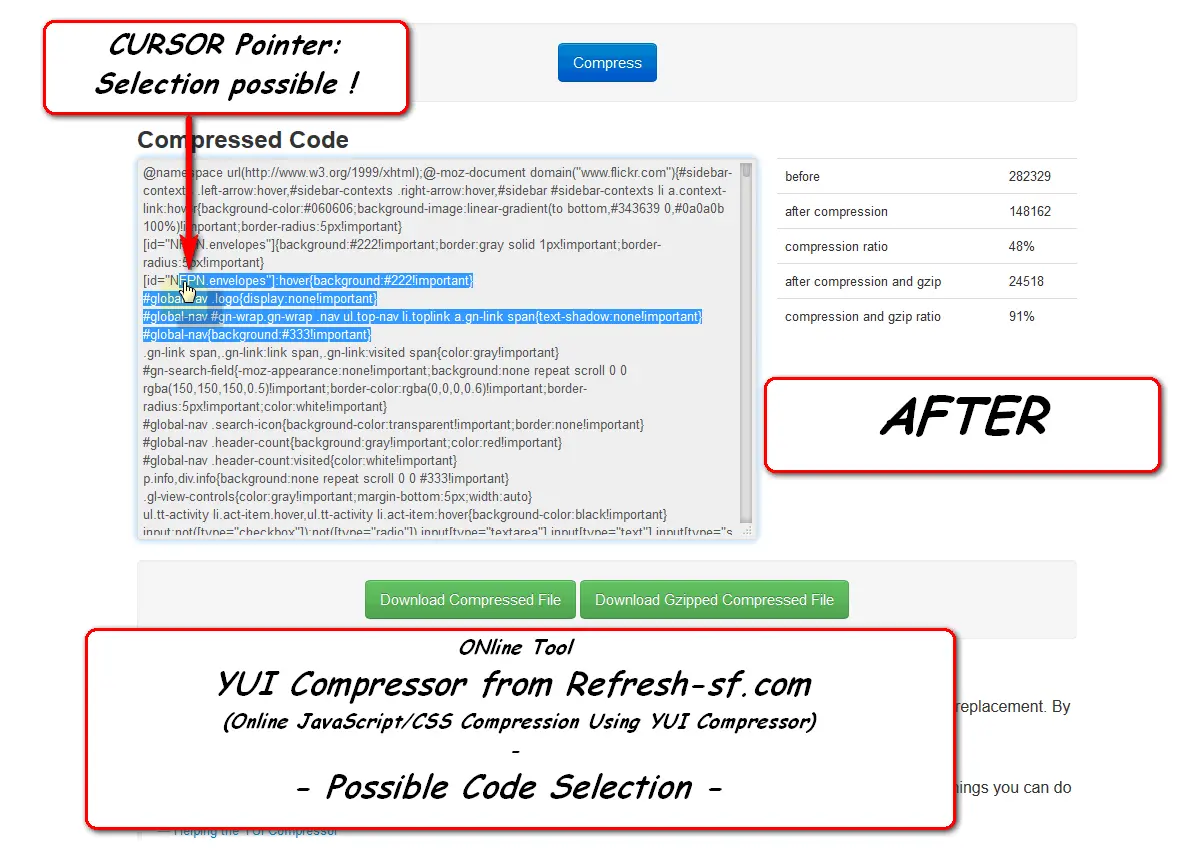 CURSOR Pointer:
Selection possible !
Compress
Compressed Code
@namespace url(http://www.w3.org/1999/xhtml);@-moz-document domain("www.flickr.com"){#sidebar-
contexts .left-arrow:hover,#sidebar-contexts .right-arrow:hover,#sidebar #sidebar-contexts li a.context-
link:hover{background-color:#060606;background-image:linear-gradient(to bottom,#343639 0,#0a0a0b
100%)!important;border-radius:5px!important}
[id="NFPN.envelopes"]{background:#222!important;border:gray solid 1px!important;border-
radius:5px!important}
[id="NFPN.envelopes"]:hover{background:#222!important}
#global-nav .logo{display:none!important}
#global-nav #gn-wrap.gn-wrap .nav ul.top-nav li.toplink a.gn-link span{text-shadow:none!important}
#global-nav{background:#333!important}
.gn-link span,.gn-link:link span,.gn-link:visited span{color:gray!important}
#gn-search-field{-moz-appearance:none!important;background:none repeat scroll 0 0
rgba(150,150,150,0.5)!important;border-color:rgba(0,0,0,0.6)!important;border-
radius:5px!important;color:white!important}
#global-nav .search-icon{background-color:transparent!important;border:none!important}
#global-nav .header-count{background:gray!important;color:red!important}
#global-nav .header-count:visited{color:white!important}
p.info,div.info{background:none repeat scroll 0 0 #333!important}
.gl-view-controls{color:gray!important;margin-bottom:5px;width:auto}
ul.tt-activity li.act-item.hover,ul.tt-activity li.act-item:hover{background-color:black!important}
input:not([type="checkbox"]):not([type="radio"]),input[type="textarea"],input[type="text"],input[type="s
before 282329
after compression 148162
compression ratio 48%
after compression and gzip 24518
compression and gzip ratio 91%
AFTER
Download Compressed File Download Gzipped Compressed File
ONline Tool
YUI Compressor from Refresh-sf.com
(Online JavaScript/CSS Compression Using YUI Compressor)
-
- Possible Code Selection -
replacement. By
ings you can do
— Helping the YUI Compressor